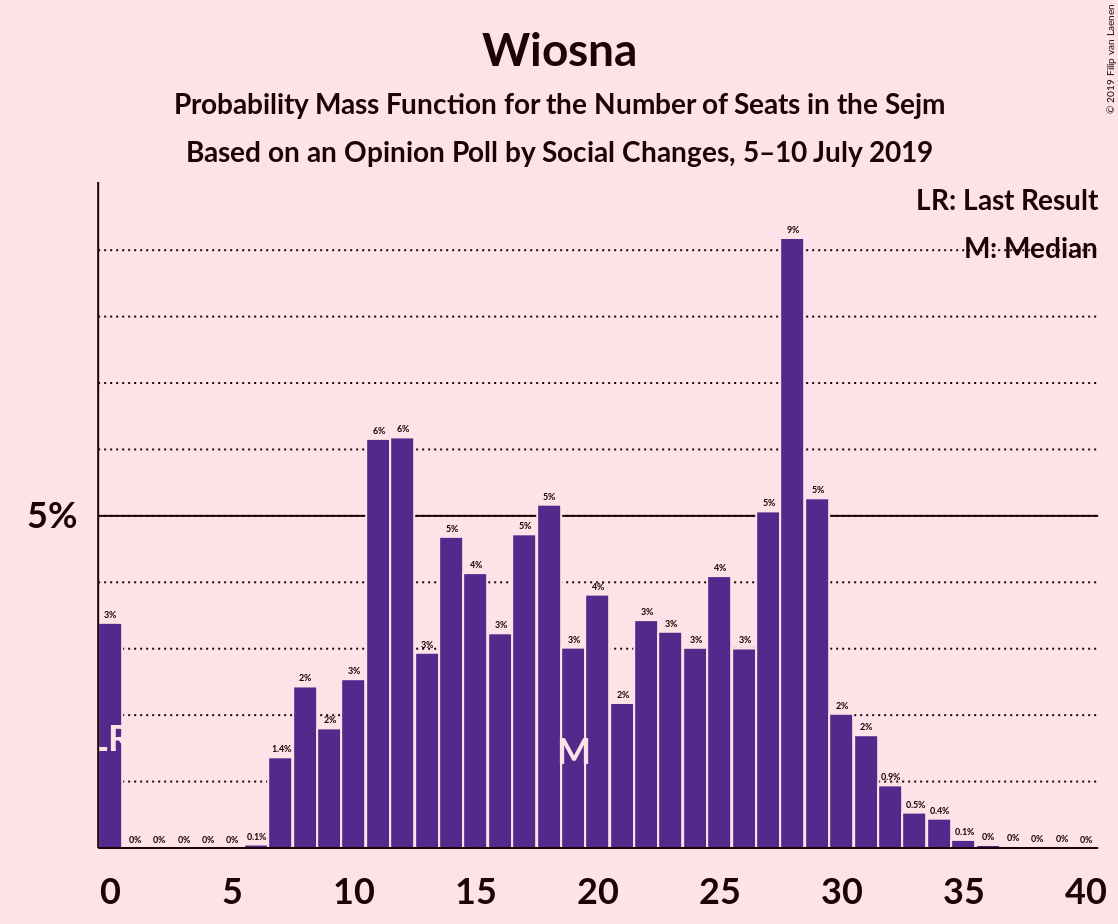 Wiosna
Probability Mass Function for the Number of Seats in the Sejm
Based on an Opinion Poll by Social Changes, 5–10 July 2019
© 2019 Filip van Laenen
LR: Last Result
M: Median
5%
3% 0% 0% 0% 0% 0% 0.1% 1.4% 2% 2% 3% 6% 6% 3% 5% 4% 3% 5% 5% 3% 4% 2% 3% 3% 3% 4% 3% 5% 9% 5% 2% 2% 0.9% 0.5% 0.4% 0.1% 0% 0% 0% 0% 0%
LR M
0 5 10 15 20 25 30 35 40